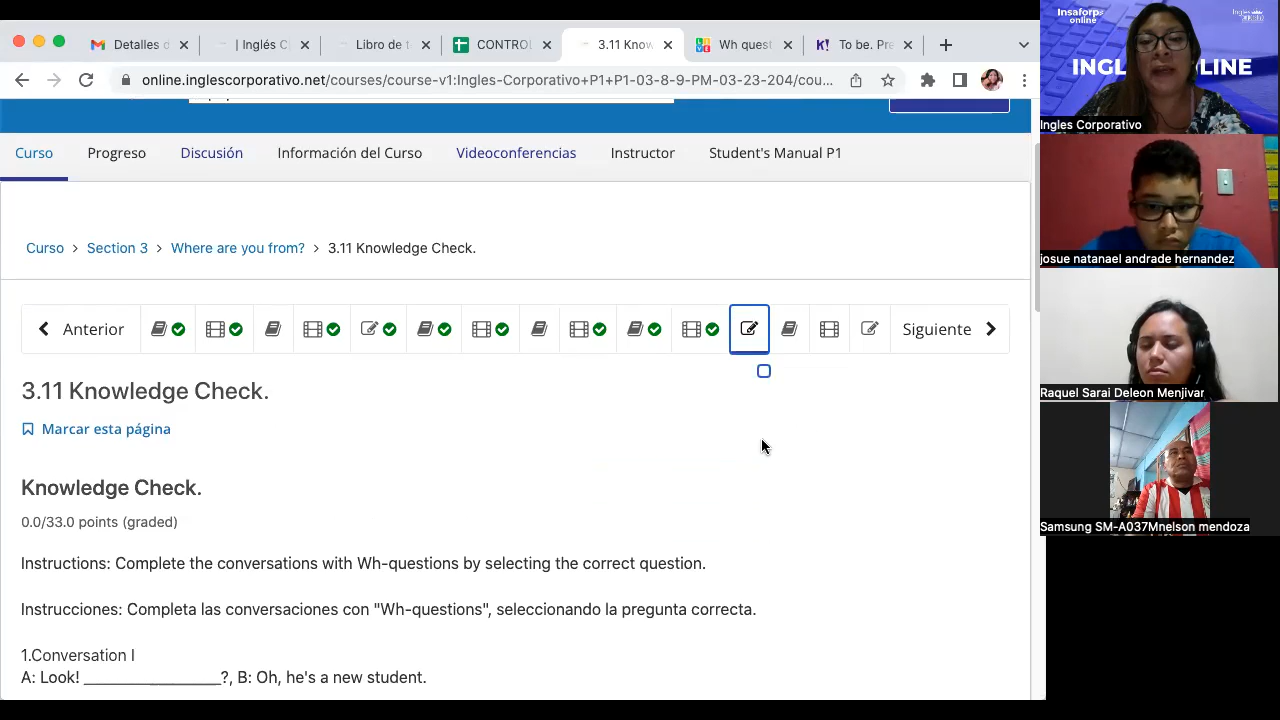 Detalles d
| Inglés C
Libro de t
CONTROL
3.11 Know
Wh quest
To be. Pre
online.inglescorporativo.net/courses/course-v1:Ingles-Corporativo+P1+P1-03-8-9-PM-03-23-204/cou...
Curso Progreso Discusión Información del Curso Videoconferencias Instructor Student's Manual P1
Curso > Section 3 > Where are you from? > 3.11 Knowledge Check.
Anterior
Siguiente
3.11 Knowledge Check.
Marcar esta página
Knowledge Check.
0.0/33.0 points (graded)
Instructions: Complete the conversations with Wh-questions by selecting the correct question.
Instrucciones: Completa las conversaciones con "Wh-questions", seleccionando la pregunta correcta.
1.Conversation I
A: Look! _________________?, B: Oh, he's a new student.
Insaforp
online
INGL
LINE
Ingles Corporativo
josue natanael andrade hernandez
Raquel Sarai Deleon Menjivar
Samsung SM-A037Mnelson mendoza